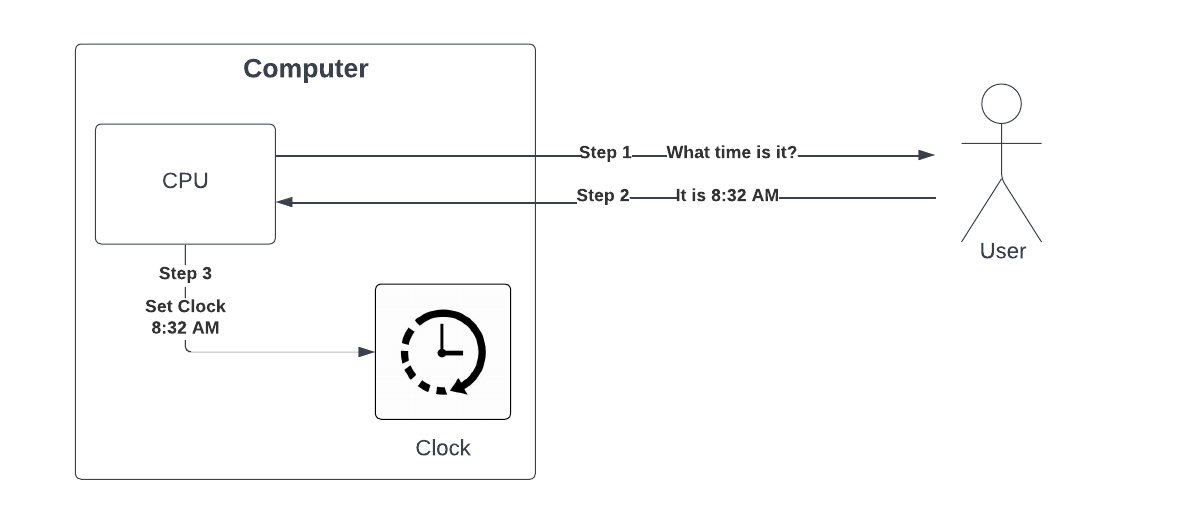 Computer
CPU
Step 1 What time is it?
Step 2 It is 8:32 AM
User
Step 3
Set Clock
8:32 AM
Clock